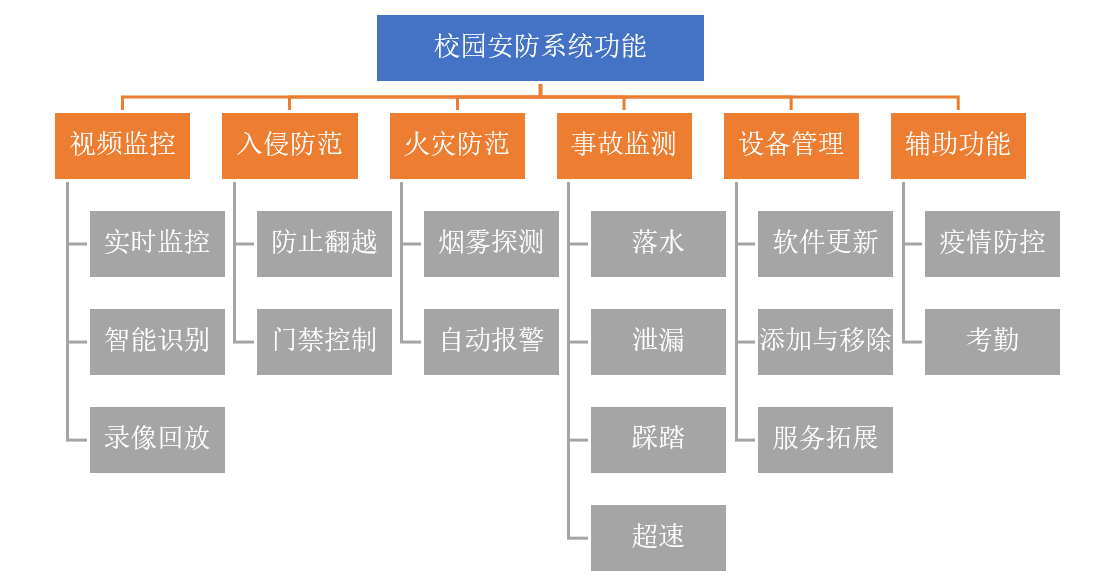 校园安防系统功能
视频监控
入侵防范
火灾防范
事故监测
设备管理
辅助功能
实时监控
防止翻越
烟雾探测
落水
软件更新
疫情防控
智能识别
门禁控制
自动报警
泄漏
添加与移除
考勤
录像回放
踩踏
服务拓展
超速